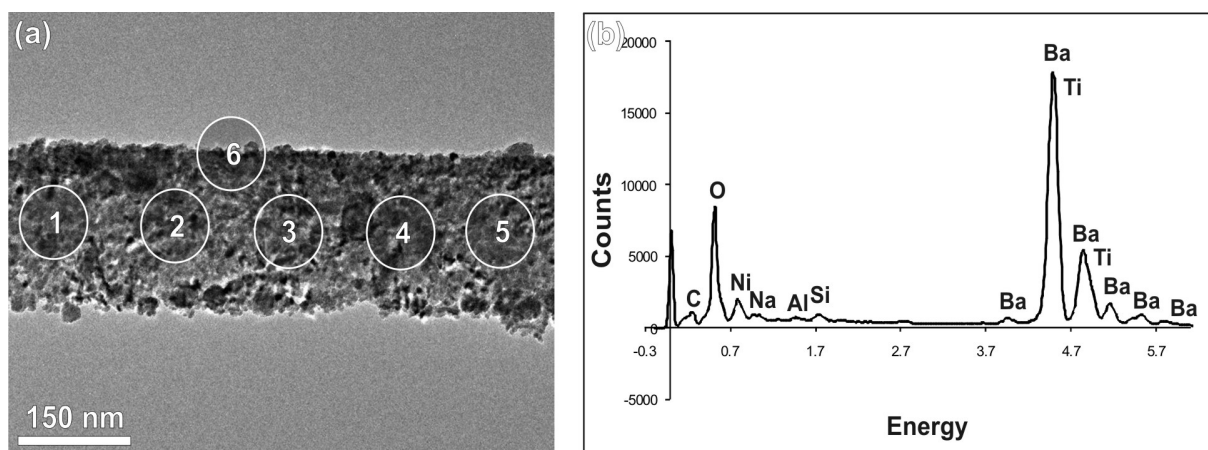 (a)
6
1 2 3 4 5
150 nm
(b)
20000
15000
10000
5000
0
-5000
-0.3 0.7 1.7 2.7 3.7 4.7 5.7
Counts
Energy
C
O
Ni
Na
Al
Si
Ba
Ba
Ti
Ba
Ti
Ba
Ba
Ba